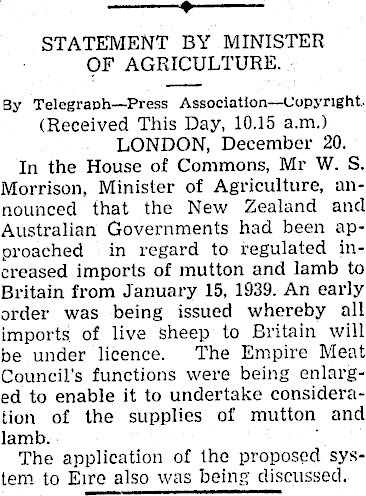 STATEMENT BY MINISTER
OF AGRICULTURE.
By Telegraph—Press Association—Copyright.
(Received This Day, 10.15 a.m.)
LONDON, December 20.
In the House of Commons, Mr W. S.
Morrison, Minister of Agriculture, an-
nounced that the New Zealand and
Australian Governments had been ap-
proached in regard to regulated in-
creased imports of mutton and lamb to
Britain from January 15, 1939. An early
order was being issued whereby all
imports of live sheep to Britain will
be under licence. The Empire Meat
Council's functions were being enlarg-
ed to enable it to undertake considera-
tion of the supplies of mutton and
lamb.
The application of the proposed sys-
tem to Eire also was being discussed.